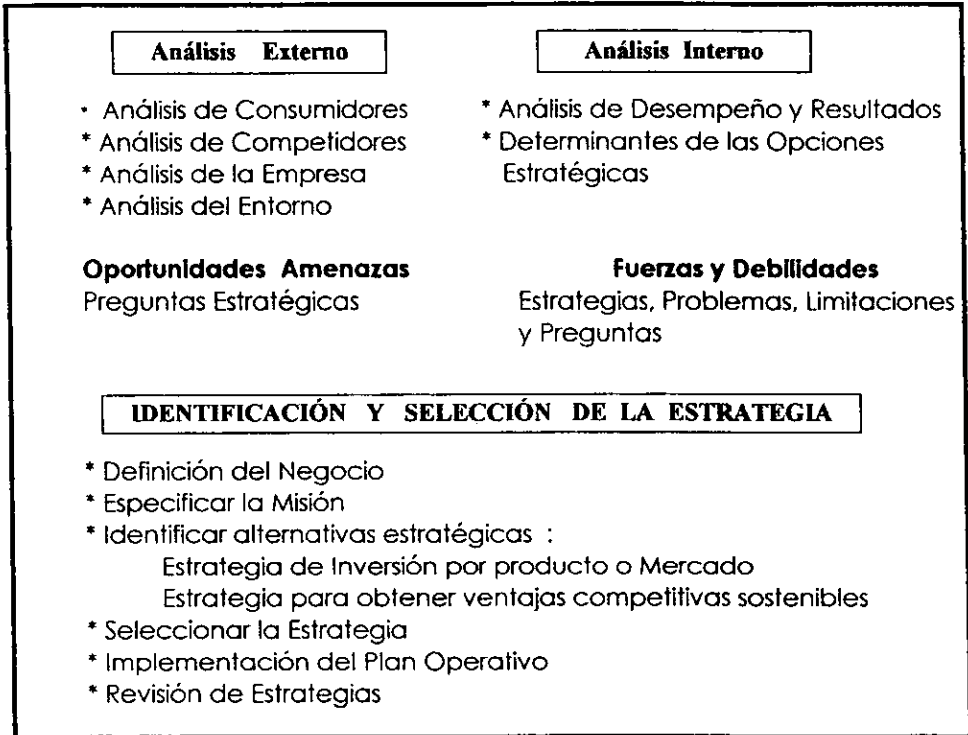 Análisis Externo
· Análisis de Consumidores
* Análisis de Competidores
* Análisis de la Empresa
* Análisis del Entorno
Oportunidades Amenazas
Preguntas Estratégicas
Análisis Interno
* Análisis de Desempeño y Resultados
* Determinantes de las Opciones
Estratégicas
Fuerzas y Debilidades
Estrategias, Problemas, Limitaciones
y Preguntas
IDENTIFICACIÓN Y SELECCIÓN DE LA ESTRATEGIA
* Definición del Negocio
* Especificar la Misión
* Identificar alternativas estratégicas :
Estrategia de Inversión por producto o Mercado
Estrategia para obtener ventajas competitivas sostenibles
* Seleccionar la Estrategia
* Implementación del Plan Operativo
* Revisión de Estrategias